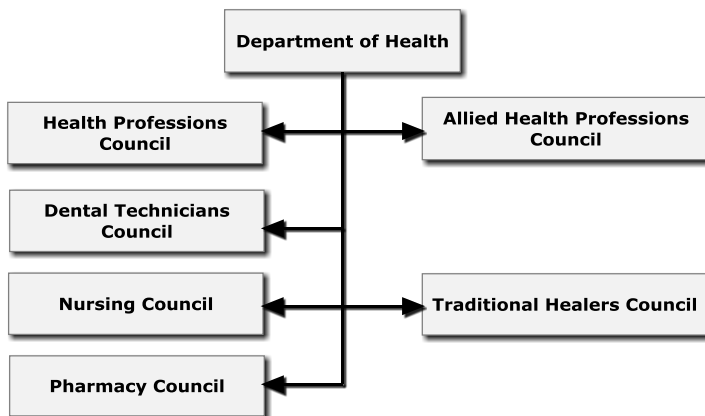 Department of Health
Health Professions
Council
Allied Health Professions
Council
Dental Technicians
Council
Nursing Council
Traditional Healers Council
Pharmacy Council